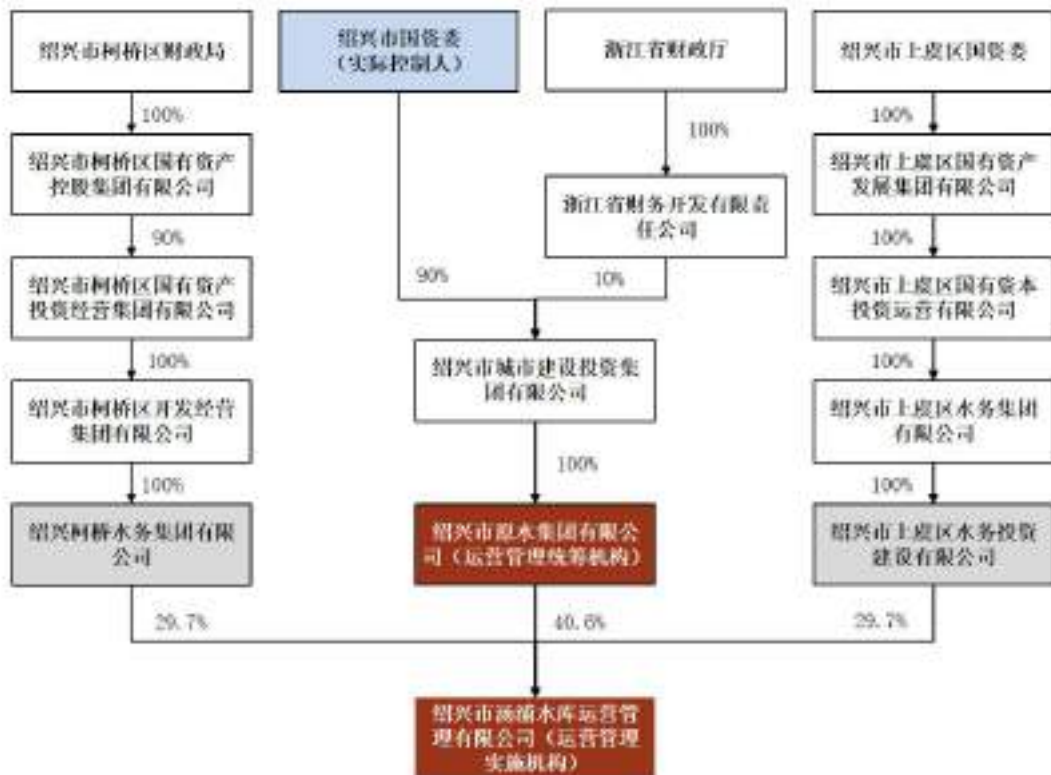 绍兴市柯桥区财政局
绍兴市国资委
（实际控制人）
浙江省财政厅
绍兴市上虞区国资委
100%
100%
100%
绍兴市柯桥区国有资产
控股集团有限公司
浙江省财务开发有限责
任公司
绍兴市上虞区国有资产
发展集团有限公司
90%
90%
10%
100%
绍兴市柯桥区国有资产
投资经营集团有限公司
绍兴市上虞区国有资本
投资运营有限公司
100%
绍兴市城市建设投资集
团有限公司
100%
绍兴市柯桥区开发经营
集团有限公司
绍兴市上虞区水务集团
有限公司
100%
100%
100%
绍兴柯桥水务集团有限
公司
绍兴市原水集团有限公
司（运营管理统筹机构）
绍兴市上虞区水务投资
建设有限公司
29.7%
40.6%
29.7%
绍兴市汤浦水库运营管
理有限公司（运营管理
实施机构）